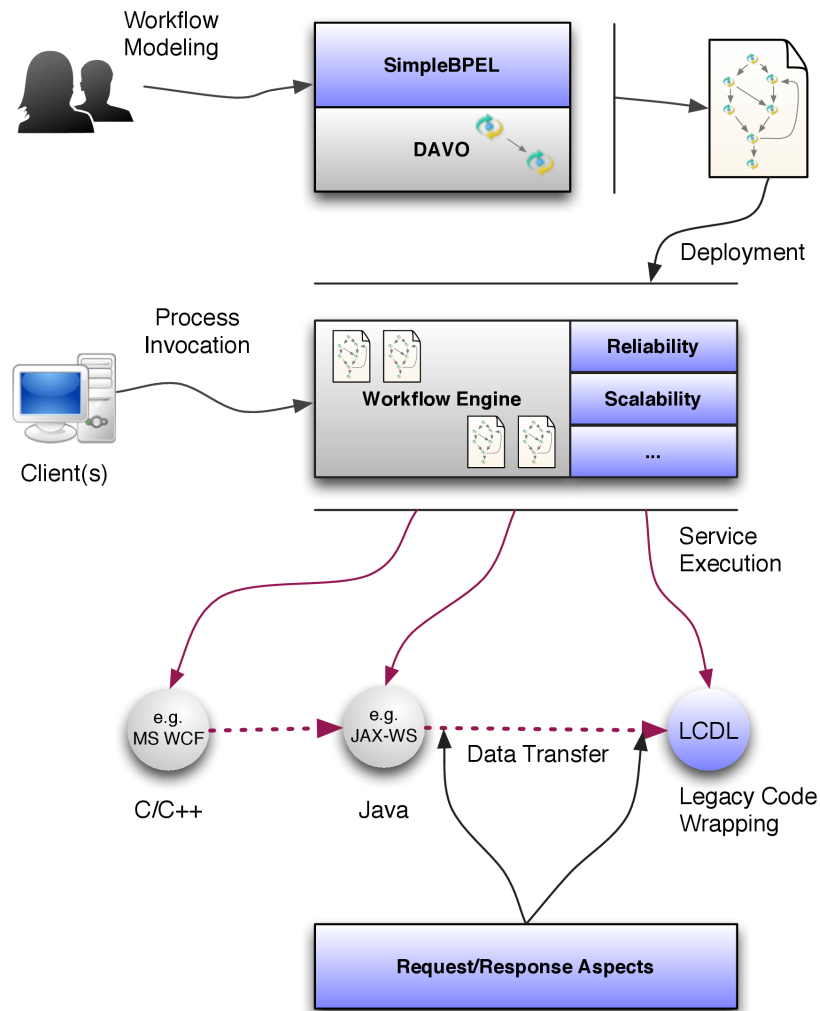 Workflow
Modeling
SimpleBPEL
DAVO
Deployment
Process
Invocation
Reliability
Workflow Engine
Scalability
...
Client(s)
Service
Execution
e.g.
MS WCF
e.g.
JAX-WS
LCDL
Data Transfer
C/C++
Java
Legacy Code
Wrapping
Request/Response Aspects